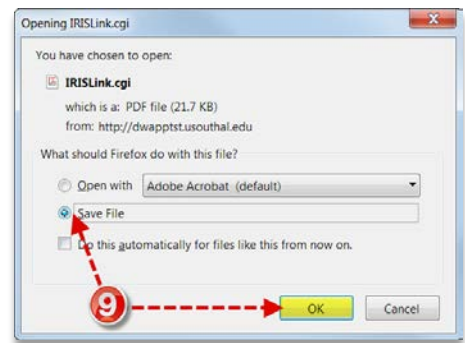 Opening IRISLink.cgi
You have chosen to open:
IRISLink.cgi
which is a: PDF file (21.7 KB)
from: http://dwapptst.usouthal.edu
What should Firefox do with this file?
Open with Adobe Acrobat (default)
Save File
Do this automatically for files like this from now on.
9
OK Cancel